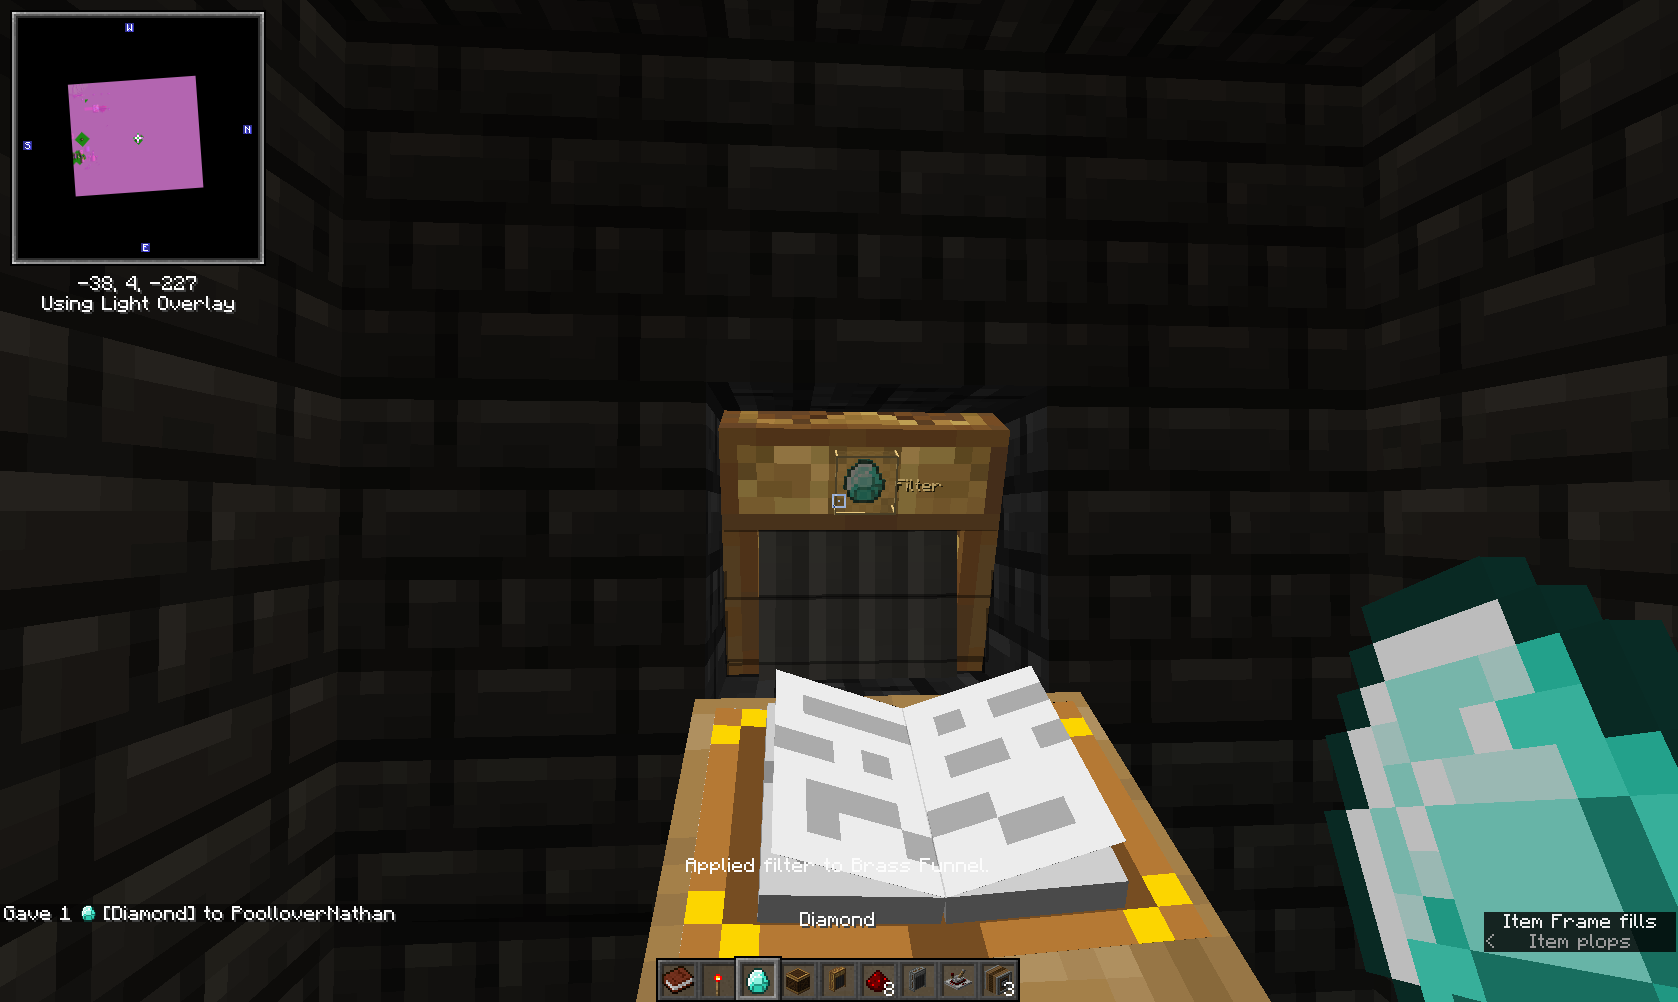 W
N
S
E
-38, 4, -227
Using Light Overlay
Filter
Applied filter to Brass Funnel.
Gave 1 [Diamond] to PoolloverNathan
Diamond
Item Frame fills
< Item plops
8
3